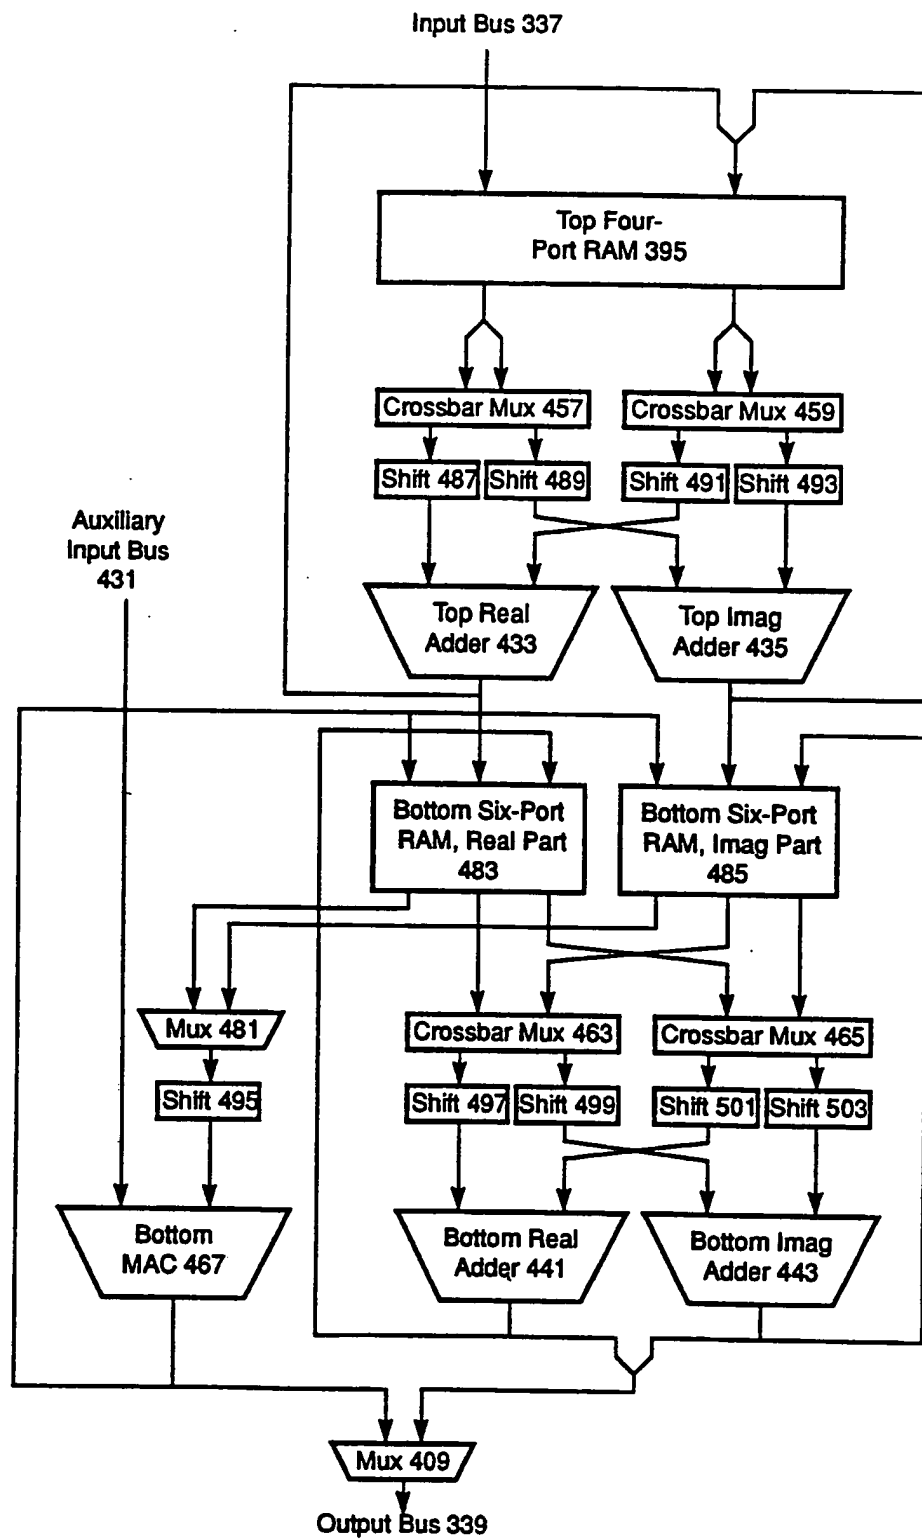 Input Bus 337
Top Four-
Port RAM 395
Crossbar Mux 457
Crossbar Mux 459
Shift 487
Shift 489
Shift 491
Shift 493
Auxiliary
Input Bus
431
Top Real
Adder 433
Top Imag
Adder 435
Bottom Six-Port
RAM, Real Part
483
Bottom Six-Port
RAM, Imag Part
485
Mux 481
Crossbar Mux 463
Crossbar Mux 465
Shift 495
Shift 497
Shift 499
Shift 501
Shift 503
Bottom
MAC 467
Bottom Real
Adder 441
Bottom Imag
Adder 443
Mux 409
Output Bus 339